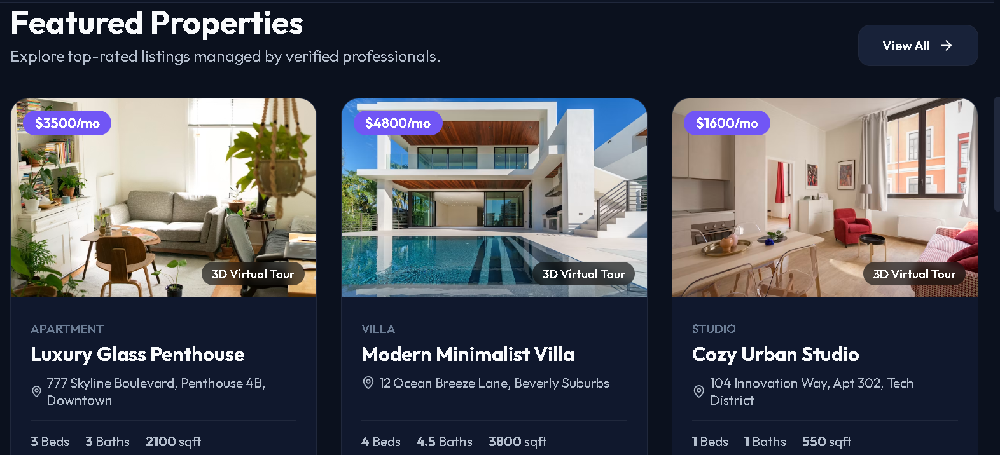 Featured Properties
Explore top-rated listings managed by verified professionals.
View All
$3500/mo
3D Virtual Tour
APARTMENT
Luxury Glass Penthouse
777 Skyline Boulevard, Penthouse 4B,
Downtown
3 Beds 3 Baths 2100 sqft
$4800/mo
3D Virtual Tour
VILLA
Modern Minimalist Villa
12 Ocean Breeze Lane, Beverly Suburbs
4 Beds 4.5 Baths 3800 sqft
$1600/mo
3D Virtual Tour
STUDIO
Cozy Urban Studio
104 Innovation Way, Apt 302, Tech
District
1 Beds 1 Baths 550 sqft